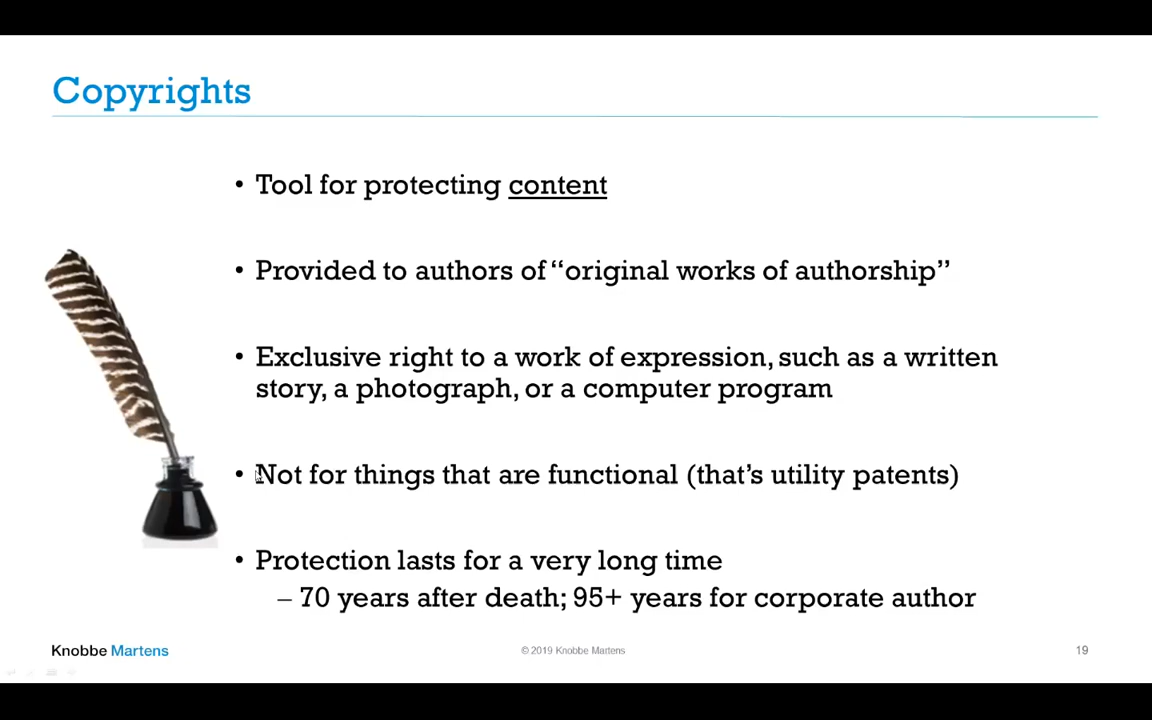 Copyrights
• Tool for protecting content
• Provided to authors of “original works of authorship”
• Exclusive right to a work of expression, such as a written
story, a photograph, or a computer program
• Not for things that are functional (that’s utility patents)
• Protection lasts for a very long time
– 70 years after death; 95+ years for corporate author
Knobbe Martens
© 2019 Knobbe Martens
19